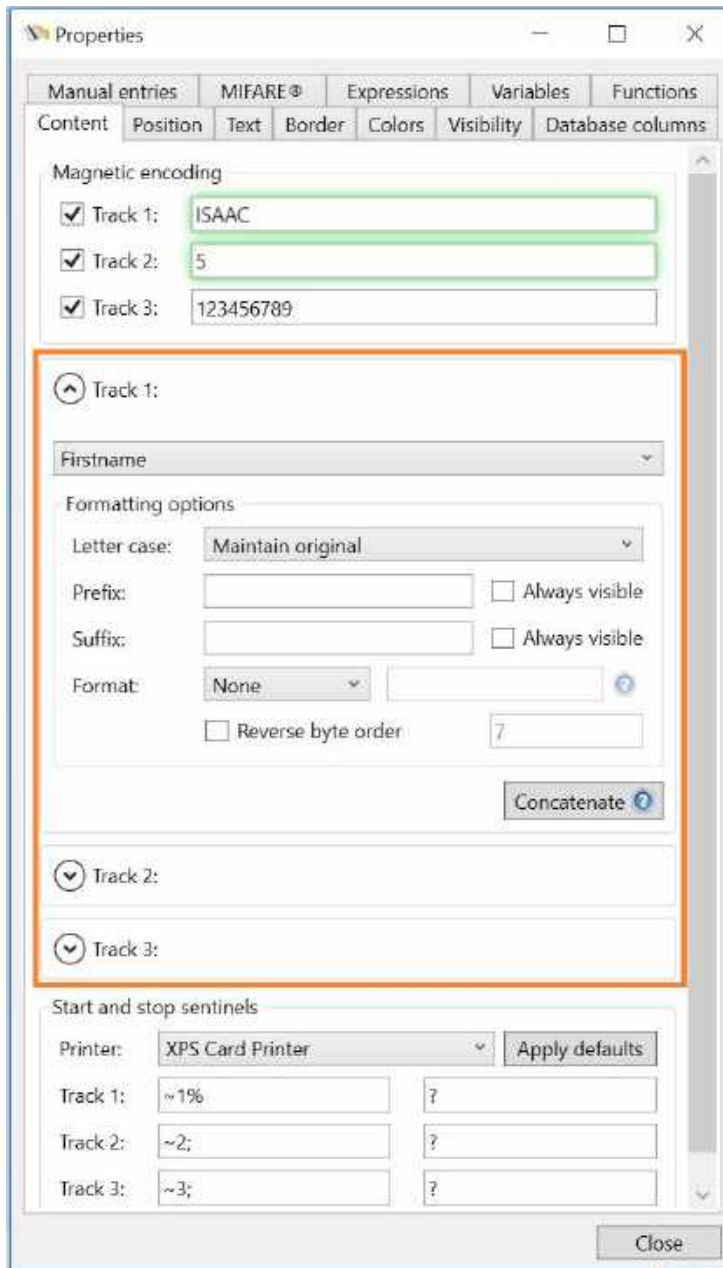 Properties
Manual entries MIFARE® Expressions Variables Functions
Content Position Text Border Colors Visibility Database columns
Magnetic encoding
Track 1: ISAAC
Track 2: 5
Track 3: 123456789
Track 1:
Firstname
Formatting options
Letter case: Maintain original
Prefix: Always visible
Suffix: Always visible
Format: None
Reverse byte order 7
Concatenate
Track 2:
Track 3:
Start and stop sentinels
Printer: XPS Card Printer Apply defaults
Track 1: ~1% ?
Track 2: ~2; ?
Track 3: ~3; ?
Close